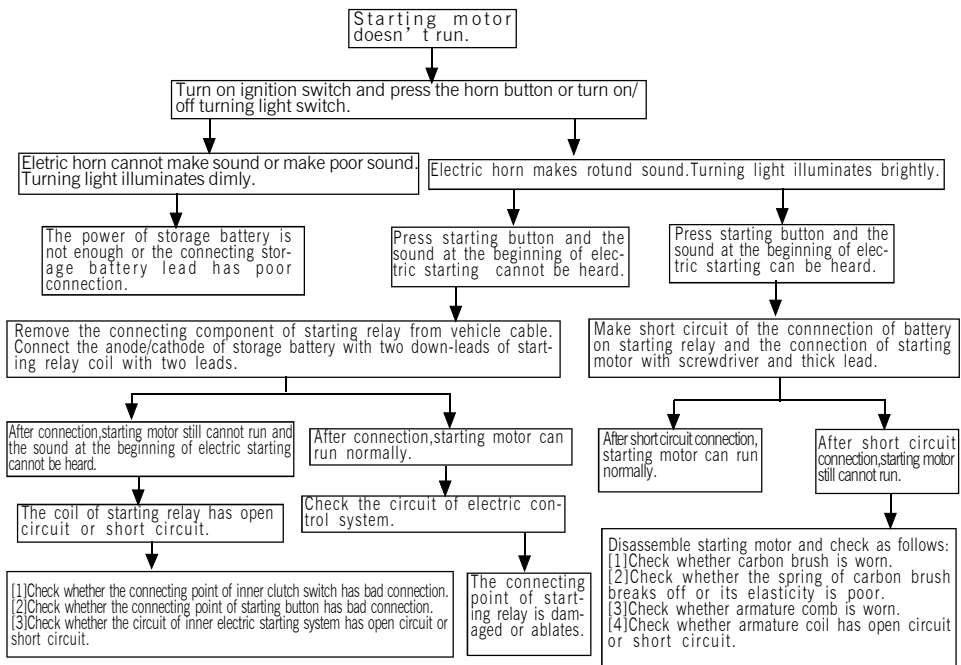 Starting motor
doesn't run.
Turn on ignition switch and press the horn button or turn on/
off turning light switch.
Eletric horn cannot make sound or make poor sound.
Turning light illuminates dimly.
Electric horn makes rotund sound.Turning light illuminates brightly.
The power of storage battery is
not enough or the connecting stor-
age battery lead has poor
connection.
Press starting button and the
sound at the beginning of elec-
tric starting cannot be heard.
Press starting button and the
sound at the beginning of elec-
tric starting can be heard.
Remove the connecting component of starting relay from vehicle cable.
Connect the anode/cathode of storage battery with two down-leads of start-
ing relay coil with two leads.
Make short circuit of the connnection of battery
on starting relay and the connection of starting
motor with screwdriver and thick lead.
After connection,starting motor still cannot run and
the sound at the beginning of electric starting
cannot be heard.
After connection,starting motor can
run normally.
After short circuit connection,
starting motor can run
normally.
After short circuit
connection,starting motor
still cannot run.
The coil of starting relay has open
circuit or short circuit.
Check the circuit of electric con-
trol system.
[1]Check whether the connecting point of inner clutch switch has bad connection.
[2]Check whether the connecting point of starting button has bad connection.
[3]Check whether the circuit of inner electric starting system has open circuit or
short circuit.
The connecting
point of start-
ing relay is da-
maged or ablates.
Disassemble starting motor and check as follows:
[1]Check whether carbon brush is worn.
[2]Check whether the spring of carbon brush
breaks off or its elasticity is poor.
[3]Check whether armature comb is worn.
[4]Check whether armature coil has open circuit
or short circuit.